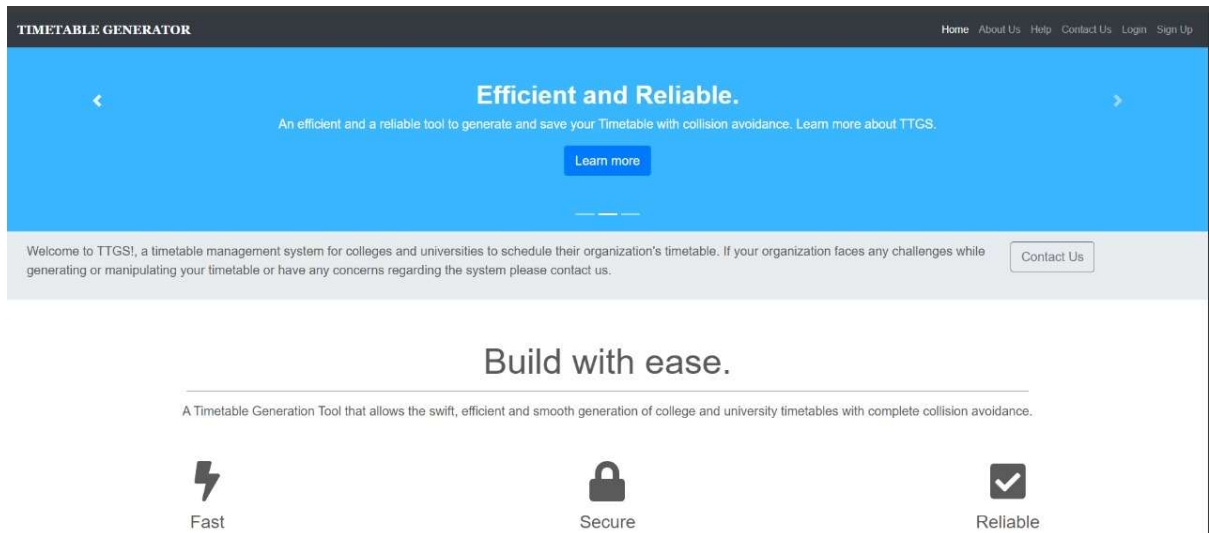 TIMETABLE GENERATOR
Home About Us Help Contact Us Login Sign Up
Efficient and Reliable.
An efficient and a reliable tool to generate and save your Timetable with collision avoidance. Learn more about TTGS.
Learn more
Welcome to TTGS!, a timetable management system for colleges and universities to schedule their organization's timetable. If your organization faces any challenges while
generating or manipulating your timetable or have any concerns regarding the system please contact us.
Contact Us
Build with ease.
A Timetable Generation Tool that allows the swift, efficient and smooth generation of college and university timetables with complete collision avoidance.
Fast
Secure
Reliable